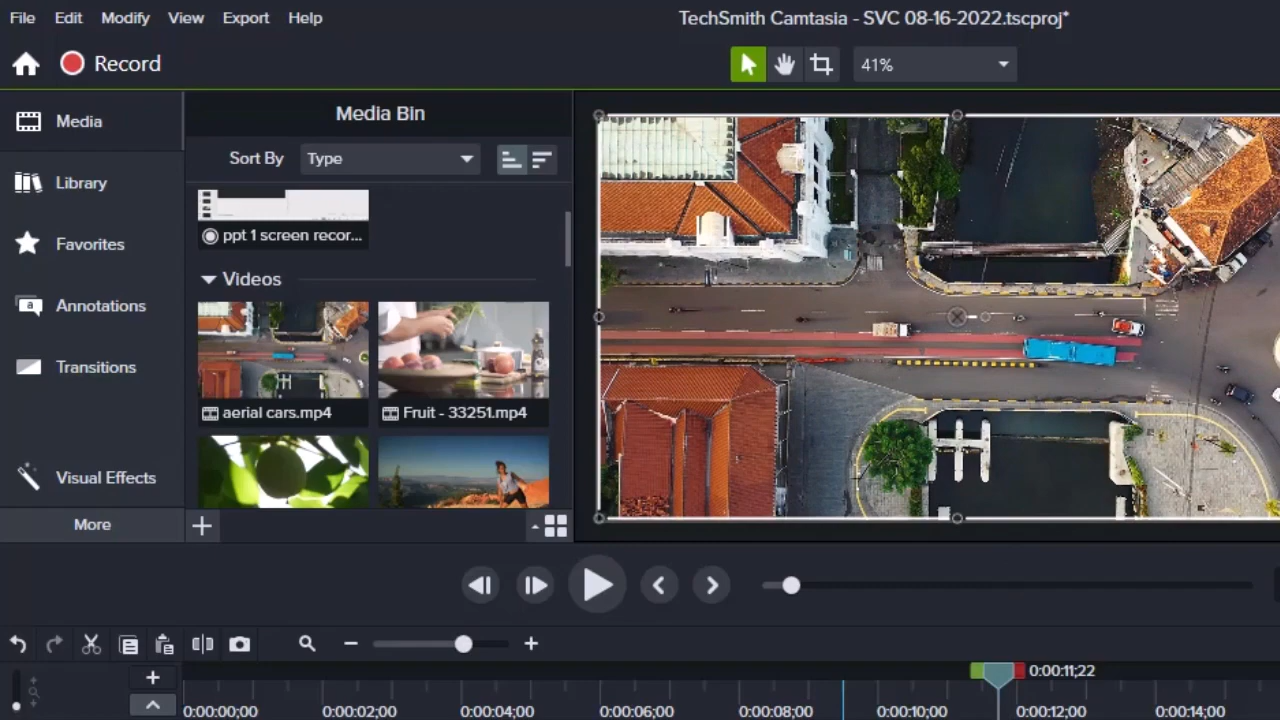 File Edit Modify View Export Help
TechSmith Camtasia - SVC 08-16-2022.tscproj*
Record
41%
Media
Library
Favorites
Annotations
Transitions
Visual Effects
More
Media Bin
Sort By Type
ppt 1 screen recor...
Videos
aerial cars.mp4
Fruit - 33251.mp4
0:00:11;22
0:00:00;00 0:00:02;00 0:00:04;00 0:00:06;00 0:00:08;00 0:00:10;00 0:00:12;00 0:00:14;00